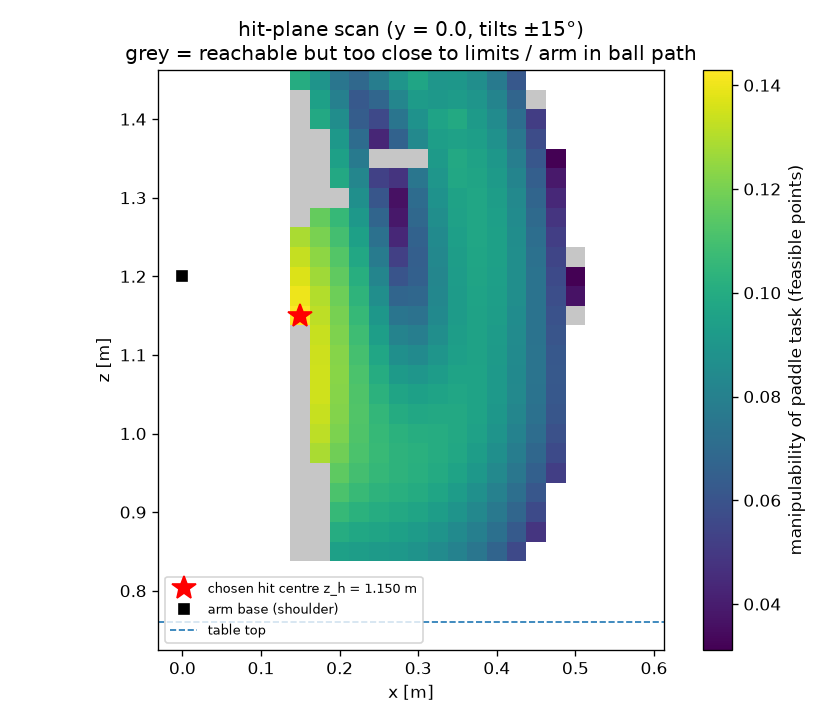 hit-plane scan (y = 0.0, tilts ±15°)
grey = reachable but too close to limits / arm in ball path
1.4
1.3
1.2
1.1
1.0
0.9
0.8
z [m]
0.0 0.1 0.2 0.3 0.4 0.5 0.6
x [m]
chosen hit centre z_h = 1.150 m
arm base (shoulder)
table top
0.14
0.12
0.10
0.08
0.06
0.04
manipulability of paddle task (feasible points)